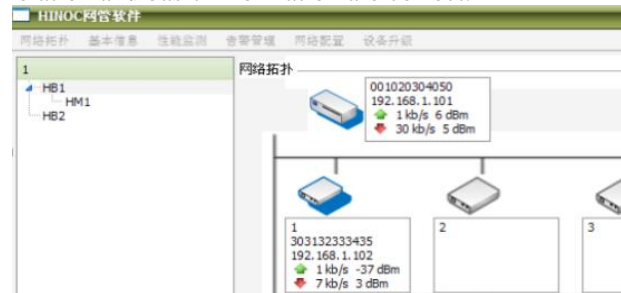 HINOC网管软件
网络拓扑 基本信息 性能监测 告警管理 网络配置 设备升级
1
HB1
HM1
HB2
网络拓扑
001020304050
192.168.1.101
1 kb/s 6 dBm
30 kb/s 5 dBm
1
303132333435
192.168.1.102
1 kb/s -37 dBm
7 kb/s 3 dBm
2
3